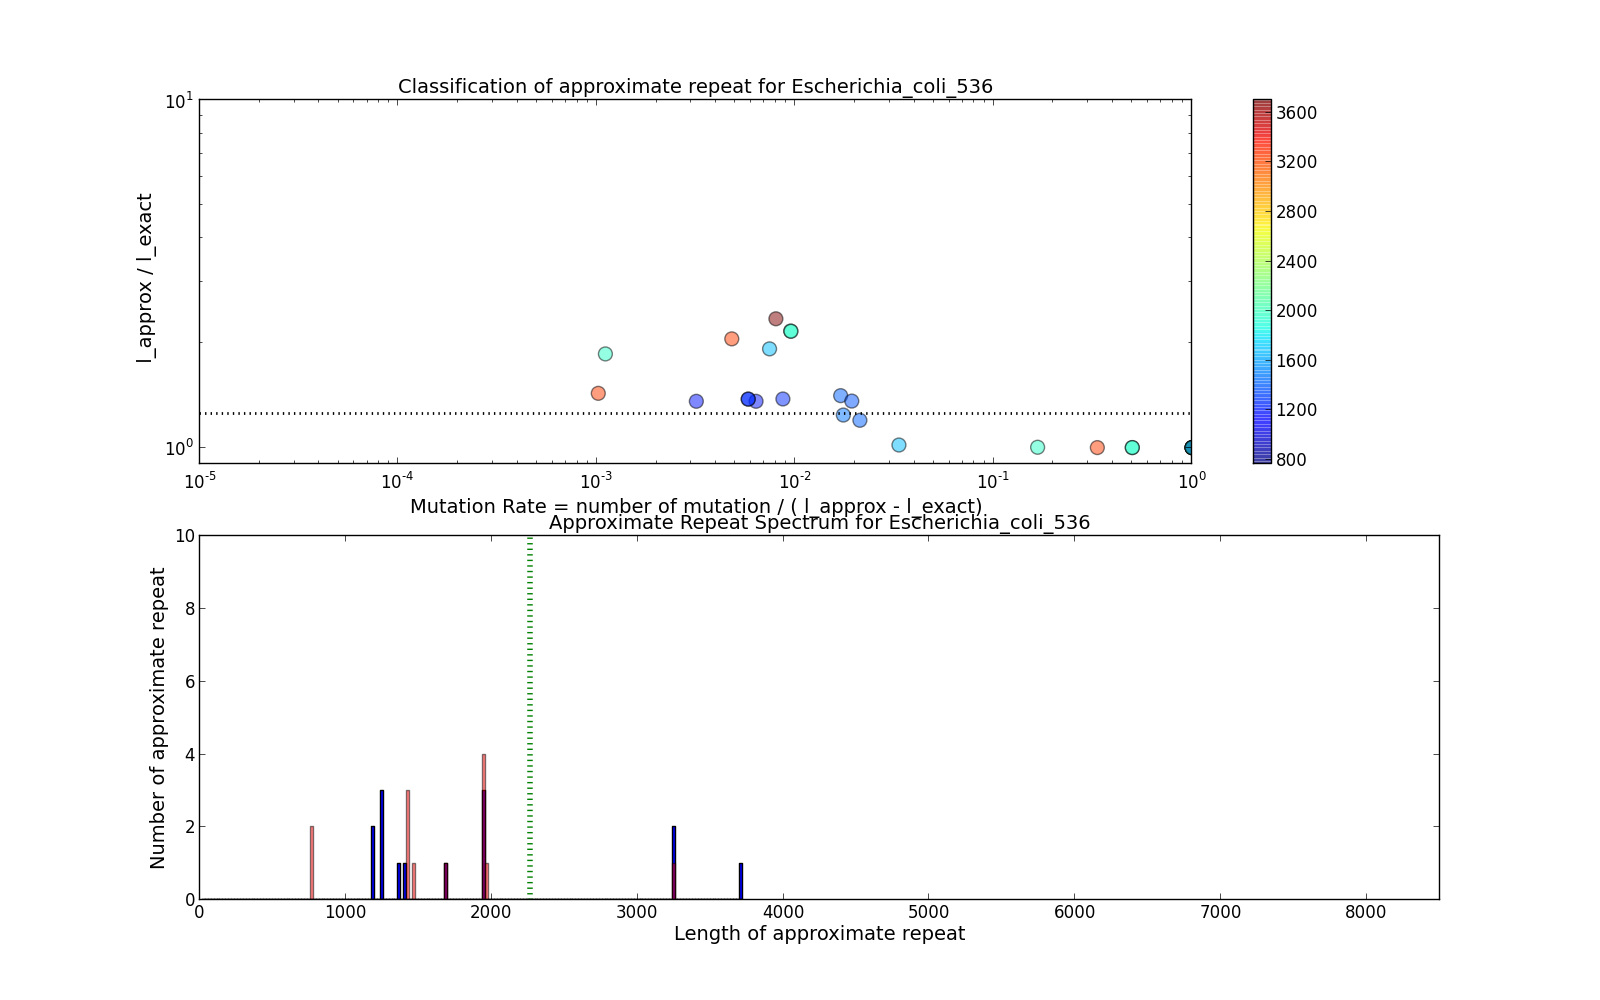 Classification of approximate repeat for Escherichia_coli_536
10^1
10^0
l_approx / l_exact
10^-5 10^-4 10^-3 10^-2 10^-1 10^0
Mutation Rate = number of mutation / ( l_approx - l_exact)
3600
3200
2800
2400
2000
1600
1200
800
Approximate Repeat Spectrum for Escherichia_coli_536
10
8
6
4
2
0
Number of approximate repeat
0 1000 2000 3000 4000 5000 6000 7000 8000
Length of approximate repeat